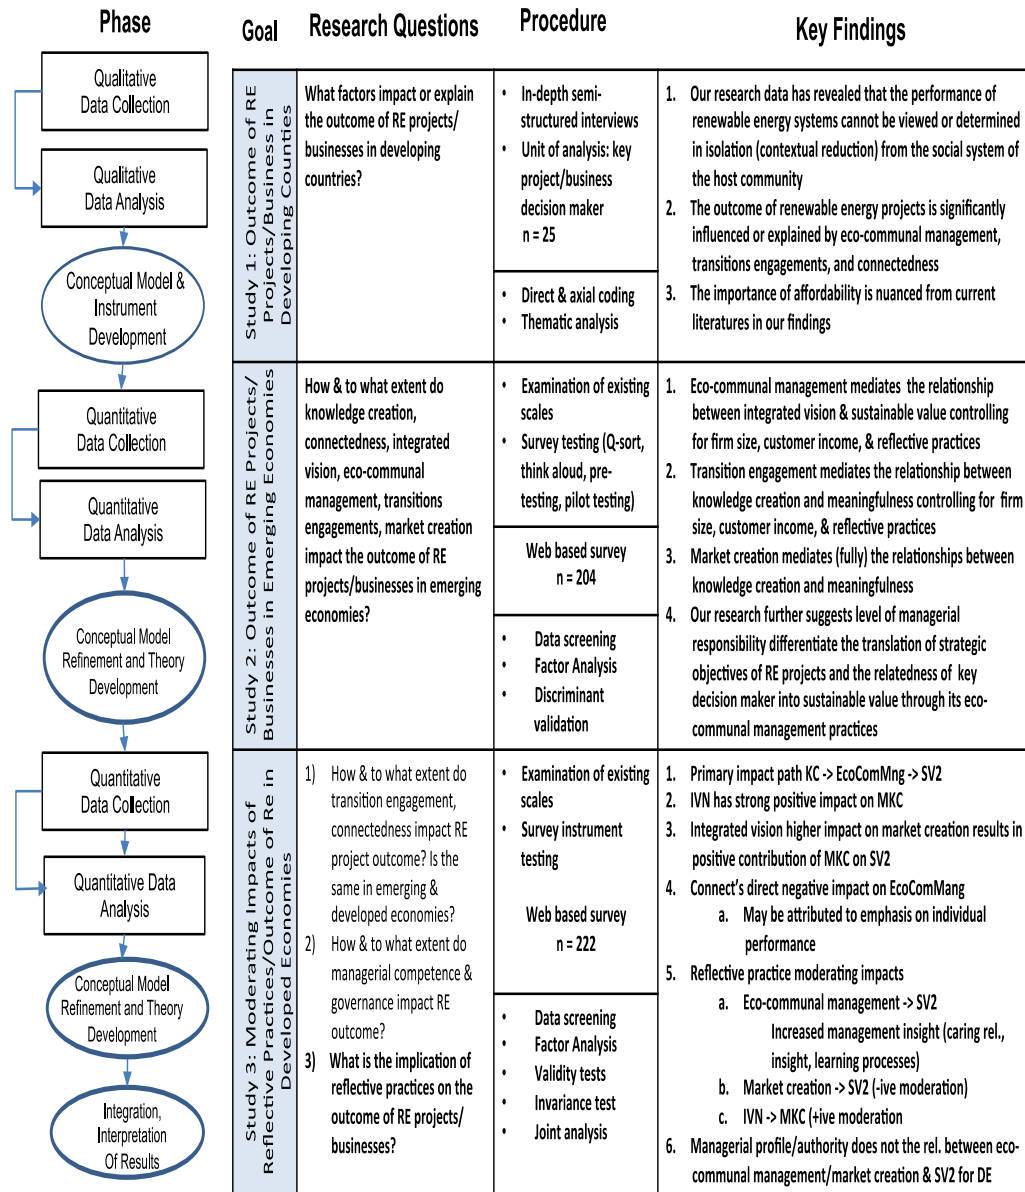 Phase
Goal
Research Questions
Procedure
Key Findings
Qualitative
Data Collection
Qualitative
Data Analysis
Conceptual Model &
Instrument
Development
Quantitative
Data Collection
Quantitative
Data Analysis
Conceptual Model
Refinement and Theory
Development
Quantitative
Data Collection
Quantitative Data
Analysis
Conceptual Model
Refinement and Theory
Development
Integration,
Interpretation
Of Results
Study 1: Outcome of RE
Projects/Business in
Developing Counties
What factors impact or explain
the outcome of RE projects/
businesses in developing
countries?
• In-depth semi-
structured interviews
• Unit of analysis: key
project/business
decision maker
n = 25
• Direct & axial coding
• Thematic analysis
1. Our research data has revealed that the performance of
renewable energy systems cannot be viewed or determined
in isolation (contextual reduction) from the social system of
the host community
2. The outcome of renewable energy projects is significantly
influenced or explained by eco-communal management,
transitions engagements, and connectedness
3. The importance of affordability is nuanced from current
literatures in our findings
Study 2: Outcome of RE Projects/
Businesses in Emerging Economies
How & to what extent do
knowledge creation,
connectedness, integrated
vision, eco-communal
management, transitions
engagements, market creation
impact the outcome of RE
projects/businesses in emerging
economies?
• Examination of existing
scales
• Survey testing (Q-sort,
think aloud, pre-
testing, pilot testing)
Web based survey
n = 204
• Data screening
• Factor Analysis
• Discriminant
validation
1. Eco-communal management mediates the relationship
between integrated vision & sustainable value controlling
for firm size, customer income, & reflective practices
2. Transition engagement mediates the relationship between
knowledge creation and meaningfulness controlling for firm
size, customer income, & reflective practices
3. Market creation mediates (fully) the relationships between
knowledge creation and meaningfulness
4. Our research further suggests level of managerial
responsibility differentiate the translation of strategic
objectives of RE projects and the relatedness of key
decision maker into sustainable value through its eco-
communal management practices
Study 3: Moderating Impacts of
Reflective Practices/Outcome of Re in
Developed Economies
1) How & to what extent do
transition engagement,
connectedness impact RE
project outcome? Is the
same in emerging &
developed economies?
2) How & to what extent do
managerial competence &
governance impact RE
outcome?
3) What is the implication of
reflective practices on the
outcome of RE projects/
businesses?
• Examination of existing
scales
• Survey instrument
testing
Web based survey
n = 222
• Data screening
• Factor Analysis
• Validity tests
• Invariance test
• Joint analysis
1. Primary impact path KC -> EcoComMng -> SV2
2. IVN has strong positive impact on MKC
3. Integrated vision higher impact on market creation results in
positive contribution of MKC on SV2
4. Connect's direct negative impact on EcoComMang
a. May be attributed to emphasis on individual
performance
5. Reflective practice moderating impacts
a. Eco-communal management -> SV2
Increased management insight (caring rel.,
insight, learning processes)
b. Market creation -> SV2 (-ive moderation)
c. IVN -> MKC (+ive moderation
6. Managerial profile/authority does not the rel. between eco-
communal management/market creation & SV2 for DE